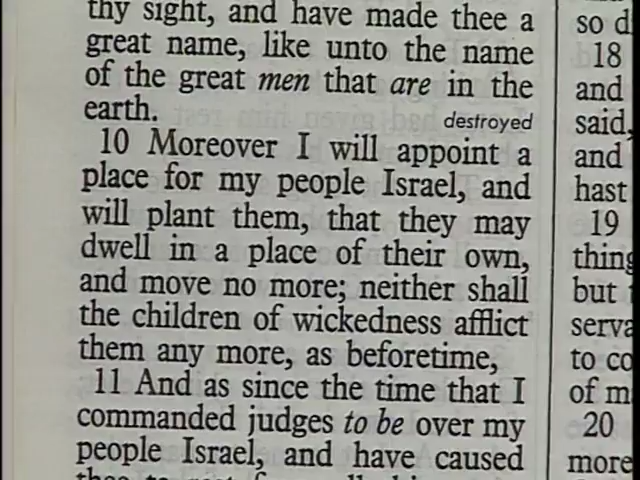 thy sight, and have made thee a
great name, like unto the name
of the great men that are in the
earth.
destroyed
10 Moreover I will appoint a
place for my people Israel, and
will plant them, that they may
dwell in a place of their own,
and move no more; neither shall
the children of wickedness afflict
them any more, as beforetime,
11 And as since the time that I
commanded judges to be over my
people Israel, and have caused
so d
18
and
said,
and
hast
19
thing
but
serva
to co
of m
20
more